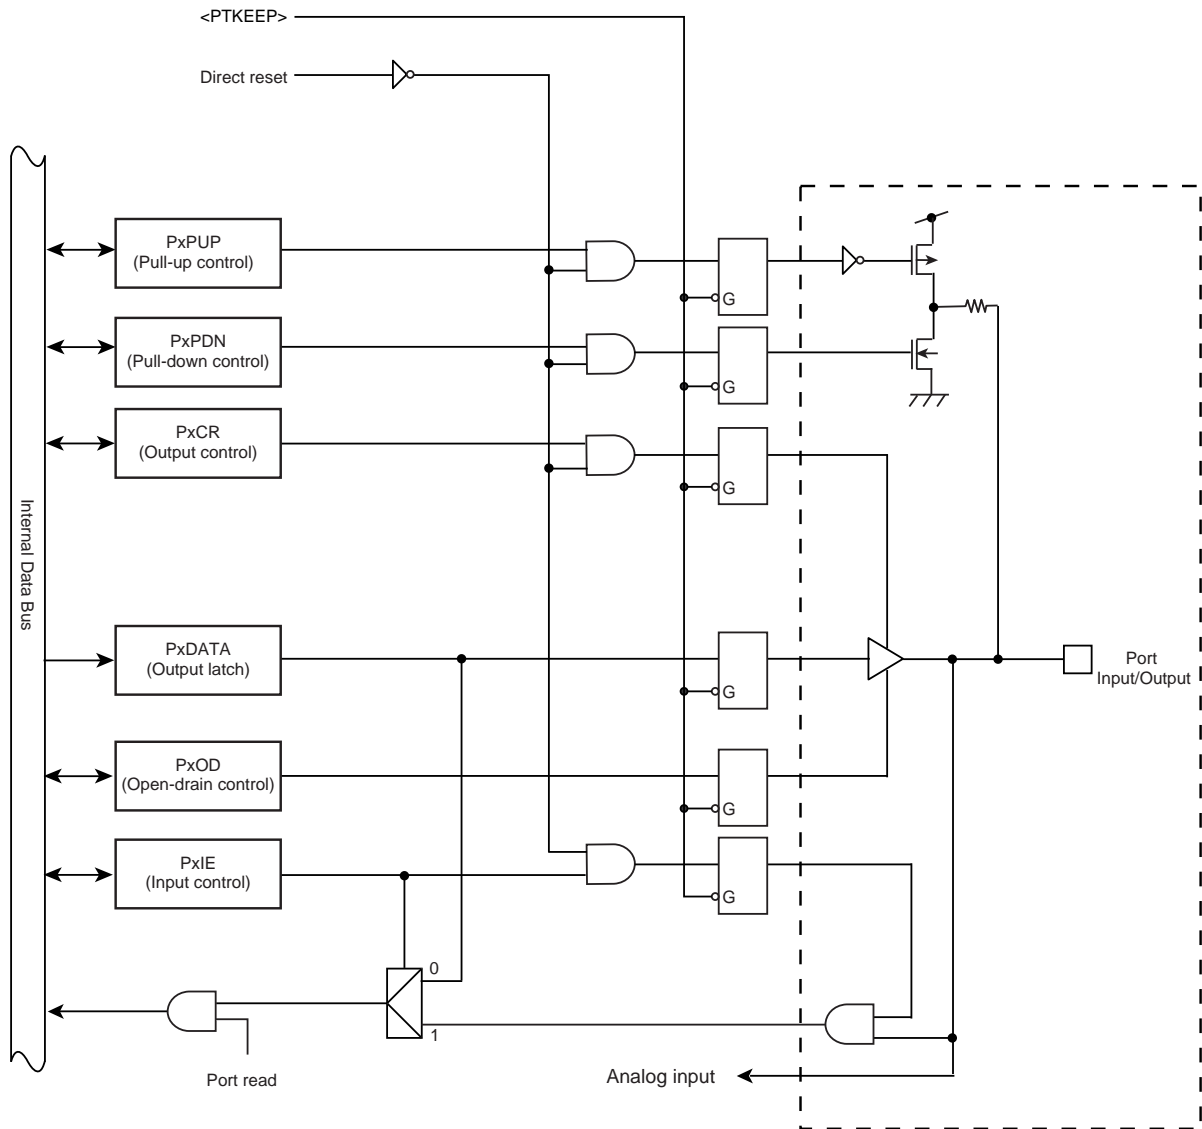 <PTKEEP>
Direct reset
PxPUP
(Pull-up control)
G
PxPDN
(Pull-down control)
G
PxCR
(Output control)
G
Internal Data Bus
PxDATA
(Output latch)
G
Port
Input/Output
PxOD
(Open-drain control)
G
PxIE
(Input control)
G
0
1
Port read
Analog input